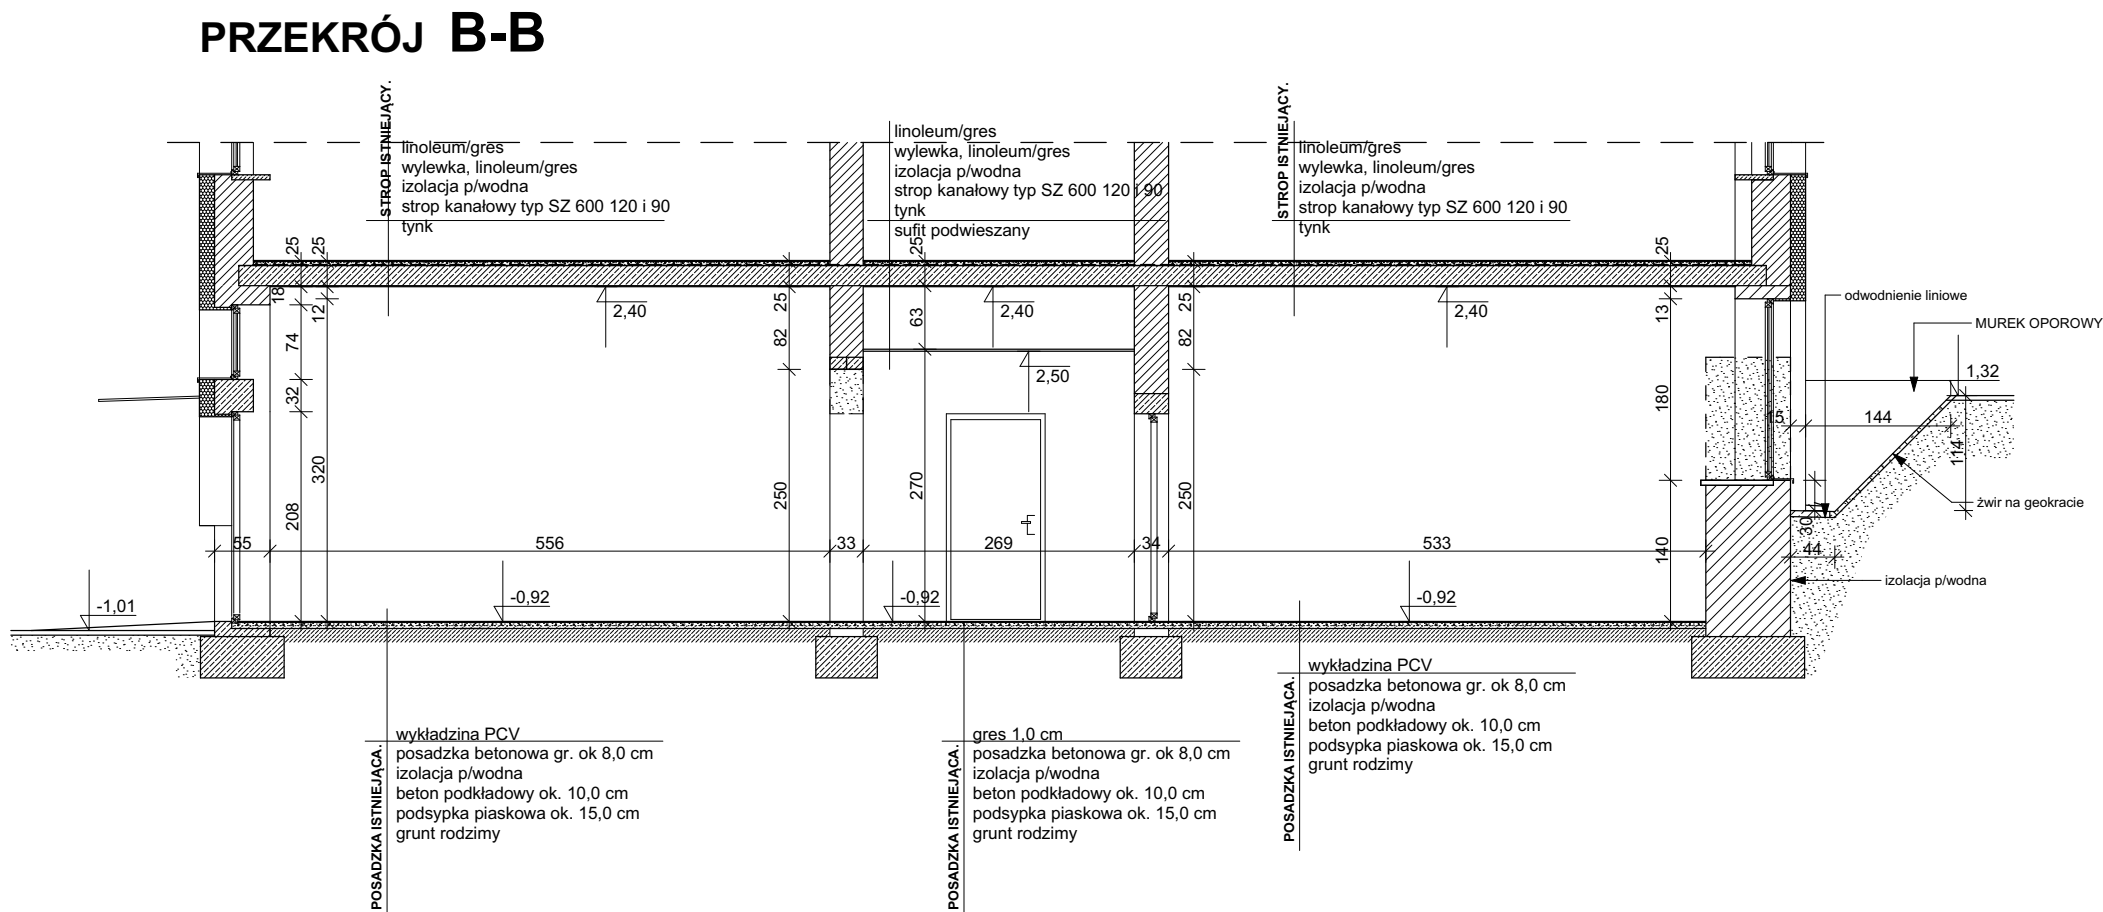 PRZEKRÓJ B-B
STROP ISTNIEJĄCY.
linoleum/gres
wylewka, linoleum/gres
izolacja p/wodna
strop kanałowy typ SZ 600 120 i 90
tynk
linoleum/gres
wylewka, linoleum/gres
izolacja p/wodna
strop kanałowy typ SZ 600 120 i 90
tynk
sufit podwieszany
STROP ISTNIEJĄCY.
linoleum/gres
wylewka, linoleum/gres
izolacja p/wodna
strop kanałowy typ SZ 600 120 i 90
tynk
25
25
25
25
25
25
18
12
74
32
208
320
25
82
250
63
270
25
82
250
13
180
140
2,40
2,40
2,40
2,50
odwodnienie liniowe
MUREK OPOROWY
1,32
15
144
114
żwir na geokracie
17
30
44
izolacja p/wodna
55
556
33
269
34
533
-1,01
-0,92
-0,92
-0,92
POSADZKA ISTNIEJĄCA.
wykładzina PCV
posadzka betonowa gr. ok 8,0 cm
izolacja p/wodna
beton podkładowy ok. 10,0 cm
podsypka piaskowa ok. 15,0 cm
grunt rodzimy
POSADZKA ISTNIEJĄCA.
gres 1,0 cm
posadzka betonowa gr. ok 8,0 cm
izolacja p/wodna
beton podkładowy ok. 10,0 cm
podsypka piaskowa ok. 15,0 cm
grunt rodzimy
POSADZKA ISTNIEJĄCA.
wykładzina PCV
posadzka betonowa gr. ok 8,0 cm
izolacja p/wodna
beton podkładowy ok. 10,0 cm
podsypka piaskowa ok. 15,0 cm
grunt rodzimy